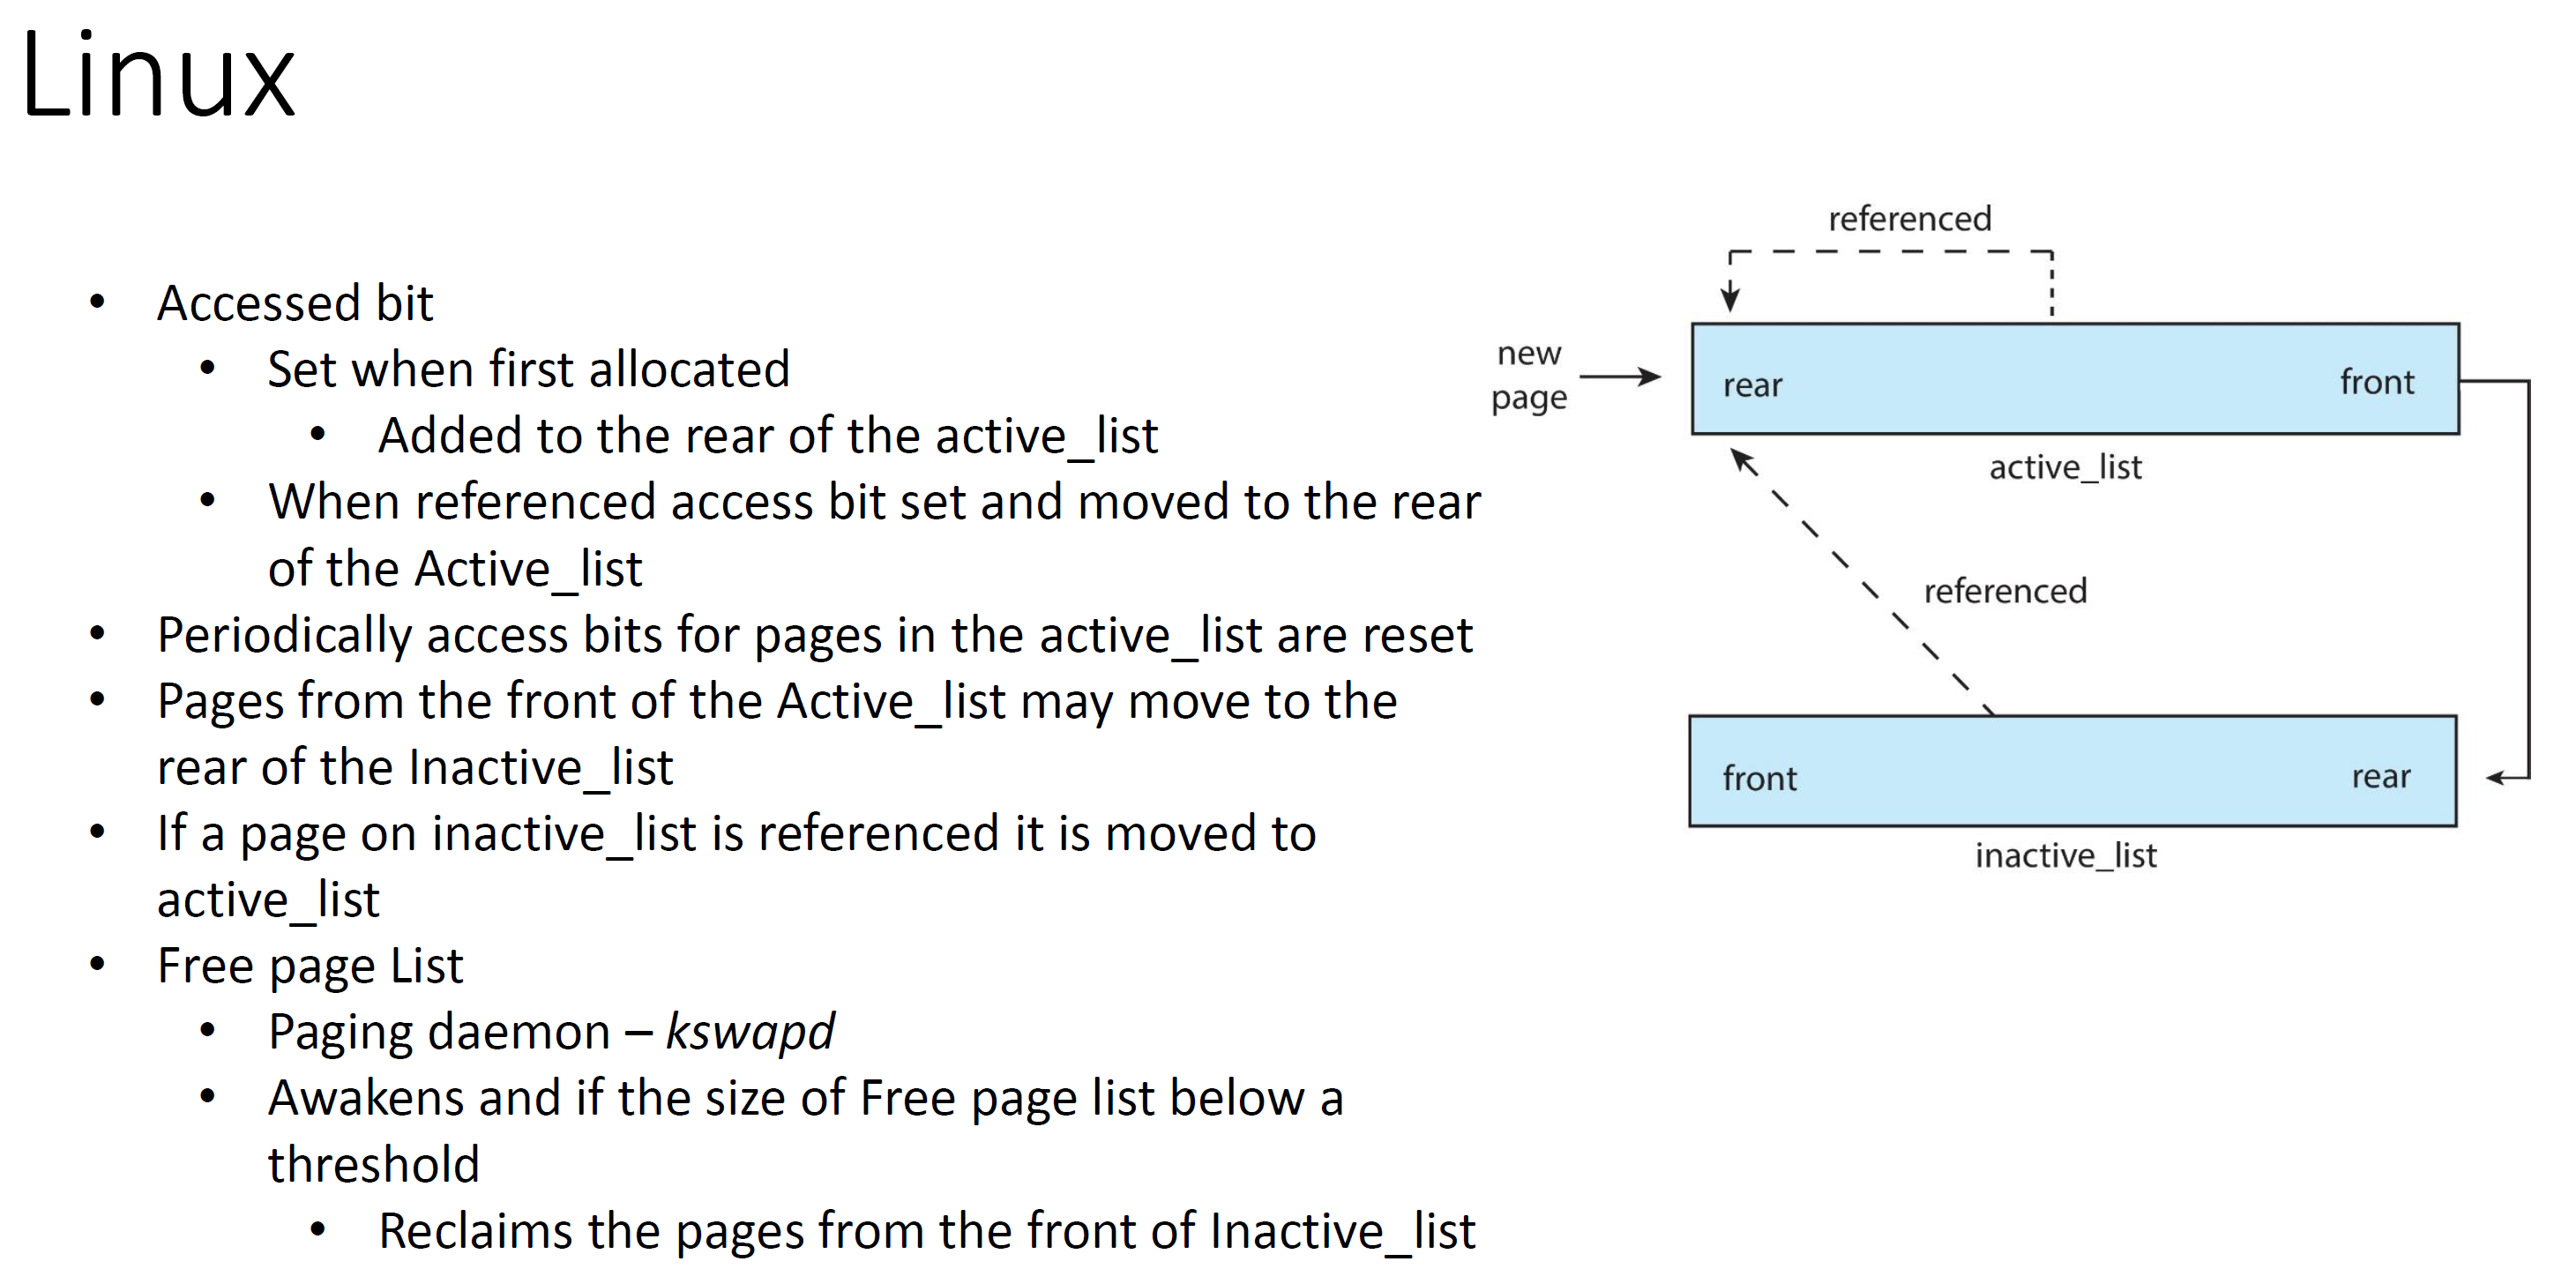 Linux
• Accessed bit
• Set when first allocated
• Added to the rear of the active_list
• When referenced access bit set and moved to the rear
of the Active_list
• Periodically access bits for pages in the active_list are reset
• Pages from the front of the Active_list may move to the
rear of the Inactive_list
• If a page on inactive_list is referenced it is moved to
active_list
• Free page List
• Paging daemon – kswapd
• Awakens and if the size of Free page list below a
threshold
• Reclaims the pages from the front of Inactive_list
referenced
new
page
rear
front
active_list
referenced
front
rear
inactive_list